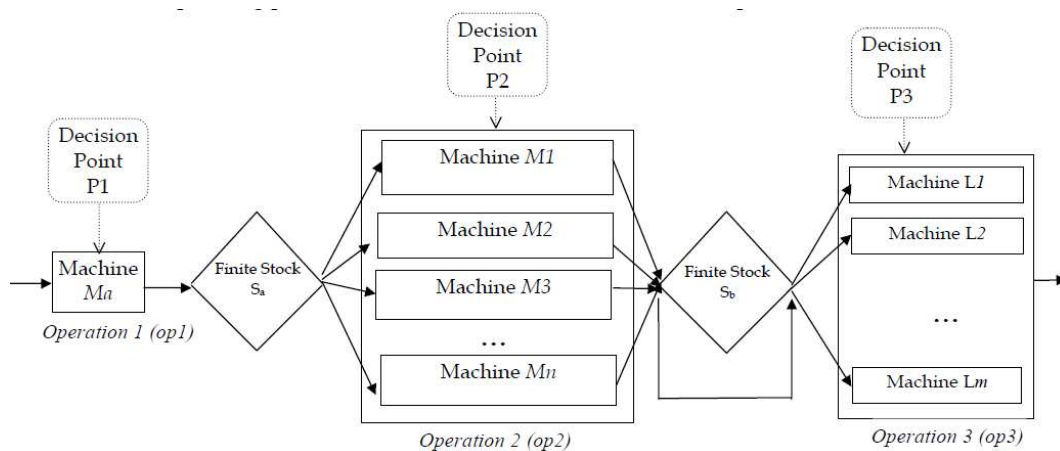 Decision
Point
P1
Machine
Ma
Operation 1 (op1)
Finite Stock
Sa
Decision
Point
P2
Machine M1
Machine M2
Machine M3
...
Machine Mn
Operation 2 (op2)
Finite Stock
Sb
Decision
Point
P3
Machine L1
Machine L2
...
Machine Lm
Operation 3 (op3)